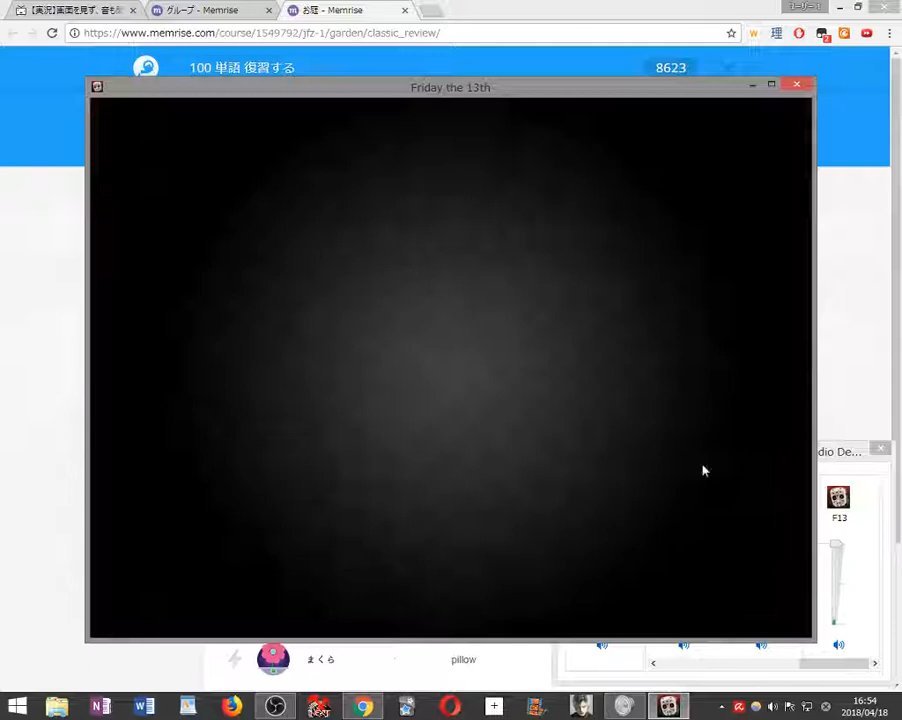 【実況】画面を見ず、音も
グループ - Memrise
お冠 - Memrise
https://www.memrise.com/course/1549792/jfz-1/garden/classic_review/
100 単語 復習する
8623
Friday the 13th
dio De...
F13
まくら
pillow
16:54
2018/04/18